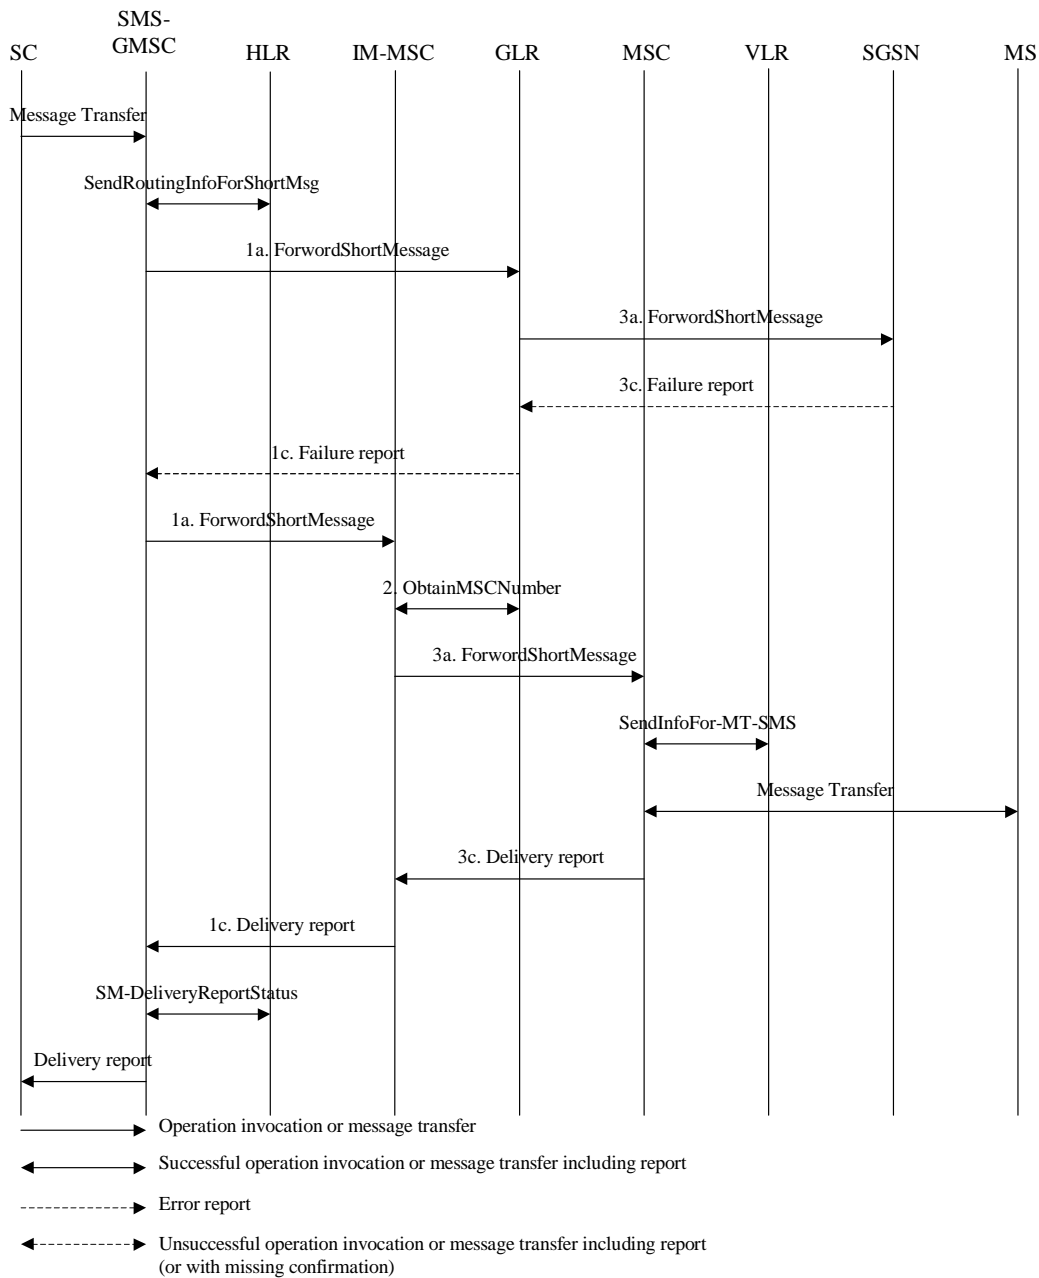 SMS-
GMSC
SC
HLR
IM-MSC
GLR
MSC
VLR
SGSN
MS
Message Transfer
SendRoutingInfoForShortMsg
1a. ForwordShortMessage
3a. ForwordShortMessage
3c. Failure report
1c. Failure report
1a. ForwordShortMessage
2. ObtainMSCNumber
3a. ForwordShortMessage
SendInfoFor-MT-SMS
Message Transfer
3c. Delivery report
1c. Delivery report
SM-DeliveryReportStatus
Delivery report
Operation invocation or message transfer
Successful operation invocation or message transfer including report
Error report
Unsuccessful operation invocation or message transfer including report
(or with missing confirmation)